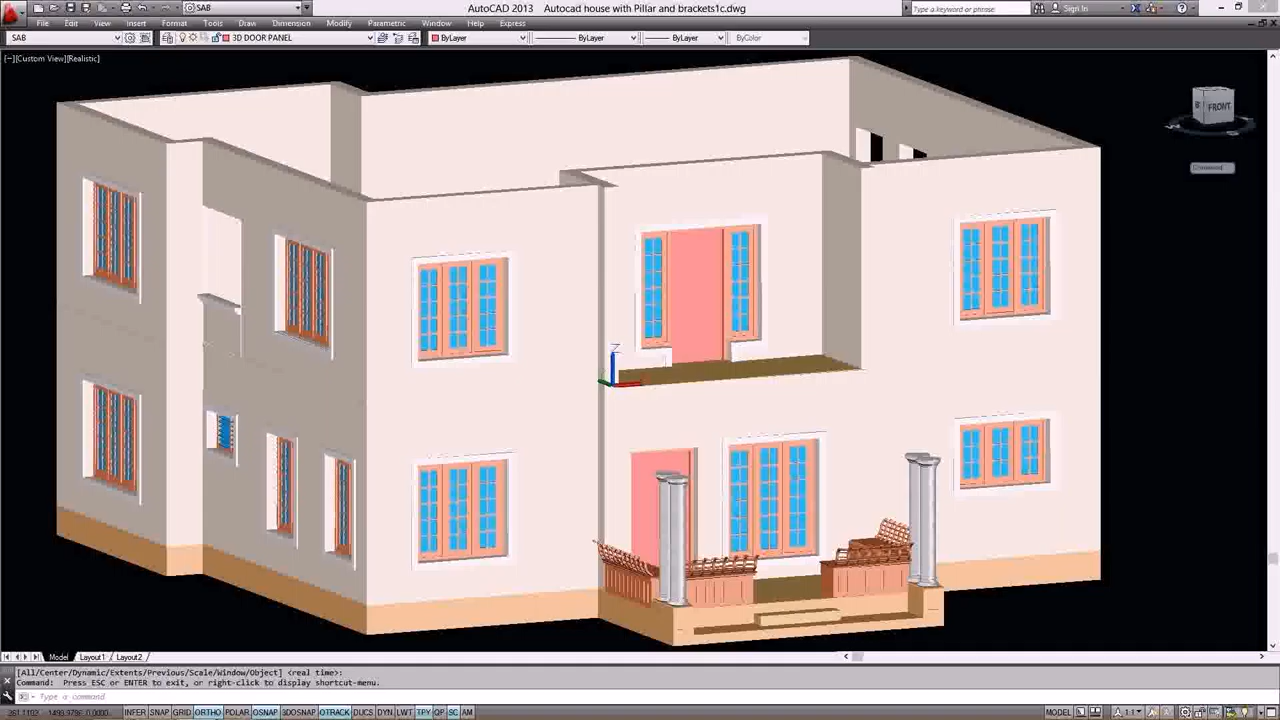 SAB
AutoCAD 2013 Autocad house with Pillar and brackets1c.dwg
Type a keyword or phrase
Sign In
File Edit View Insert Format Tools Draw Dimension Modify Parametric Window Help Express
SAB
3D DOOR PANEL
ByLayer
ByLayer
ByLayer
ByColor
[−][Custom View][Realistic]
FRONT
Z
Model Layout1 Layout2
[All/Center/Dynamic/Extents/Previous/Scale/Window/Object] <real time>:
Command: Press ESC or ENTER to exit, or right-click to display shortcut-menu.
Type a command
INFER SNAP GRID ORTHO POLAR OSNAP 3DOSNAP OTRACK DUCS DYN LWT TPY QP SC AM
MODEL
1:1